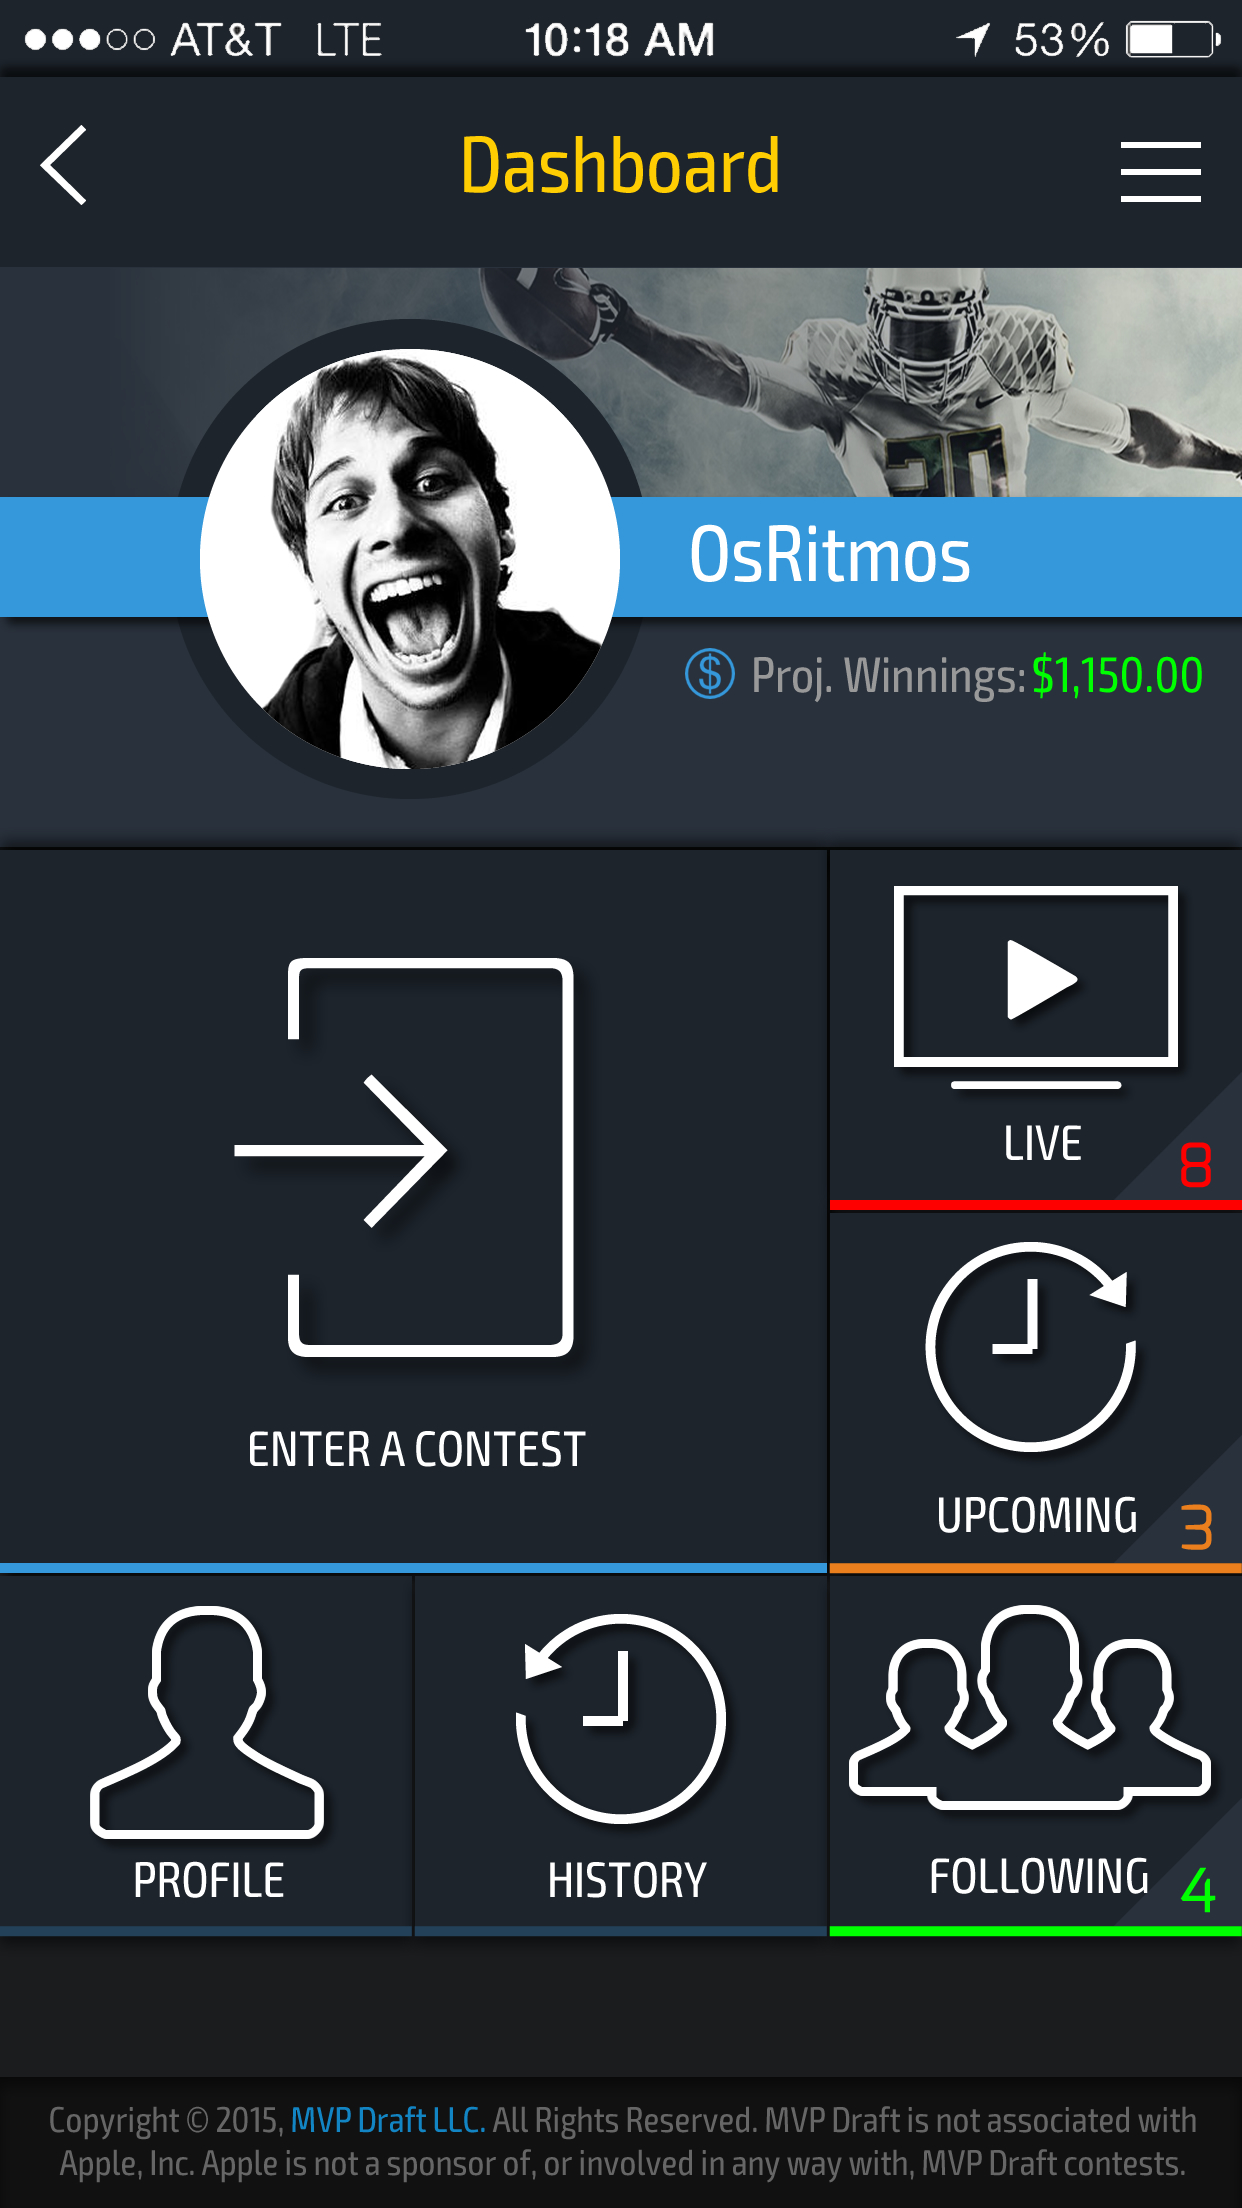 AT&T LTE 10:18 AM 53%
Dashboard
20
OsRitmos
$ Proj. Winnings: $1,150.00
LIVE
8
ENTER A CONTEST
UPCOMING
3
PROFILE
HISTORY
FOLLOWING
4
Copyright © 2015, MVP Draft LLC. All Rights Reserved. MVP Draft is not associated with
Apple, Inc. Apple is not a sponsor of, or involved in any way with, MVP Draft contests.